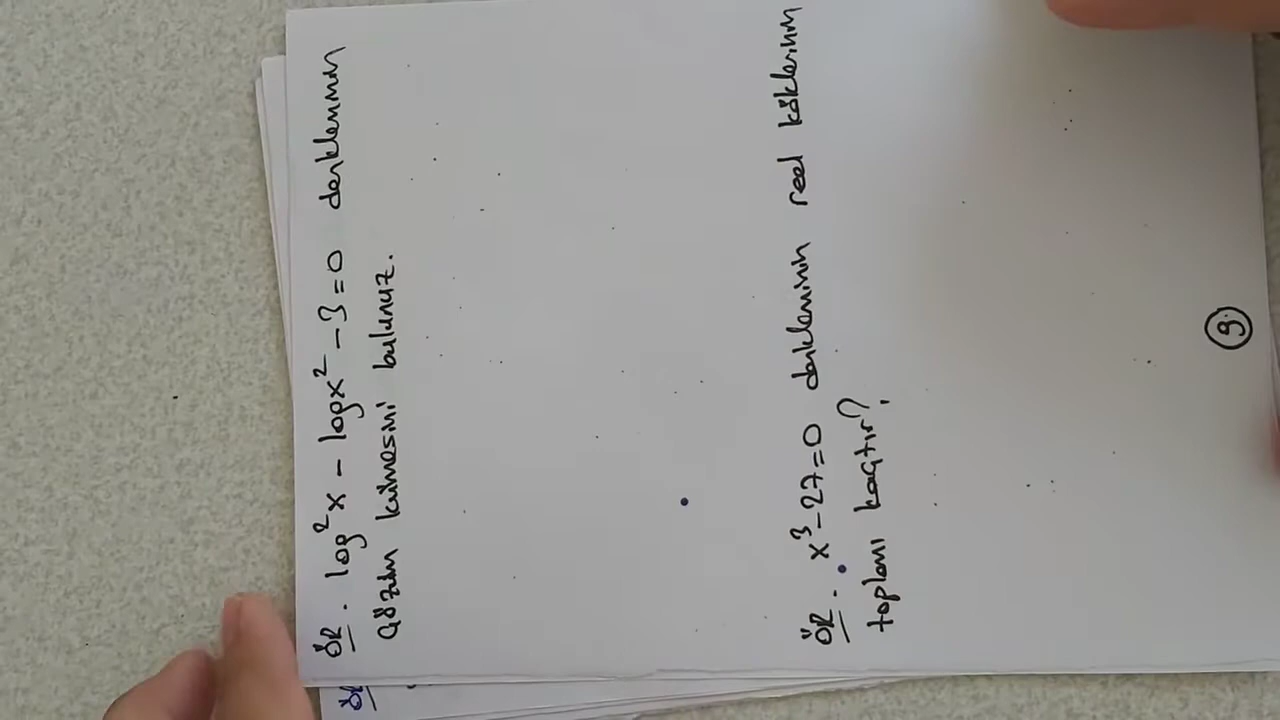 ÖR. log²x - logx² - 3 = 0 denkleminin
çözüm kümesini bulunuz.
ÖR. x³ - 27 = 0 denkleminin reel köklerinin
toplamı kaçtır?
9.
ÖR